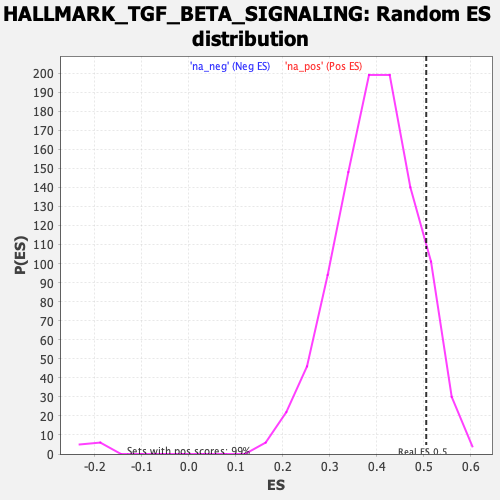 HALLMARK_TGF_BETA_SIGNALING: Random ES
distribution
'na_neg' (Neg ES) 'na_pos' (Pos ES)
200
190
180
170
160
150
140
130
120
110
100
90
80
70
60
50
40
30
20
10
0
P(ES)
Sets with pos scores: 99%
Real ES 0.5
-0.2 -0.1 0.0 0.1 0.2 0.3 0.4 0.5 0.6
ES